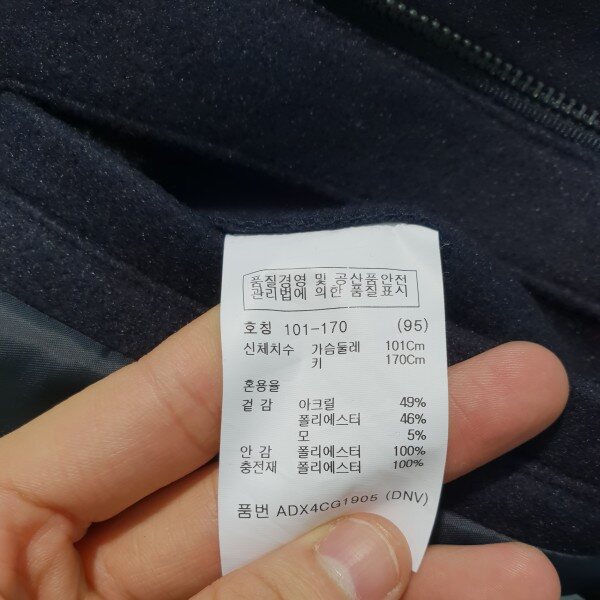 품질경영 및 공산품안전
관리법에 의한 품질표시
호칭 101-170 (95)
신체치수 가슴둘레 101Cm
키 170Cm
혼용율
겉 감 아크릴 49%
폴리에스터 46%
모 5%
안 감 폴리에스터 100%
충전재 폴리에스터 100%
품번 ADX4CG1905 (DNV)